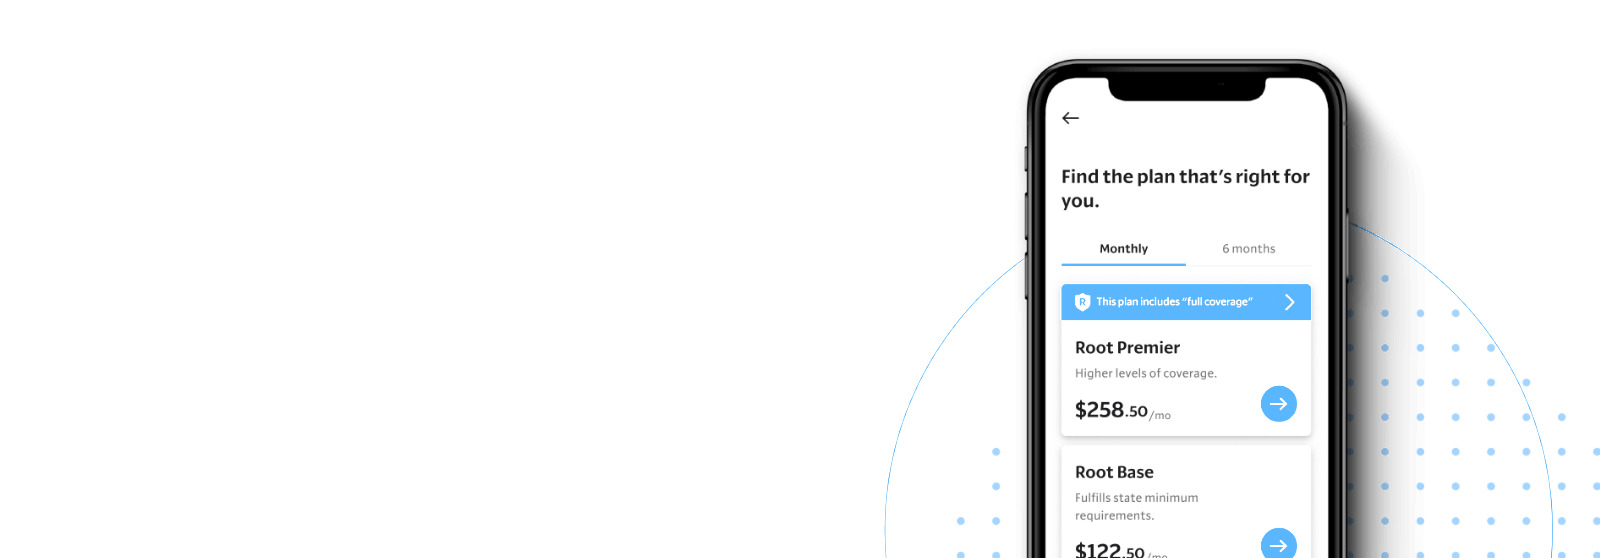 Find the plan that's right for
you.
Monthly 6 months
R This plan includes “full coverage”
Root Premier
Higher levels of coverage.
$258.50/mo
Root Base
Fulfills state minimum
requirements.
$122.50/mo